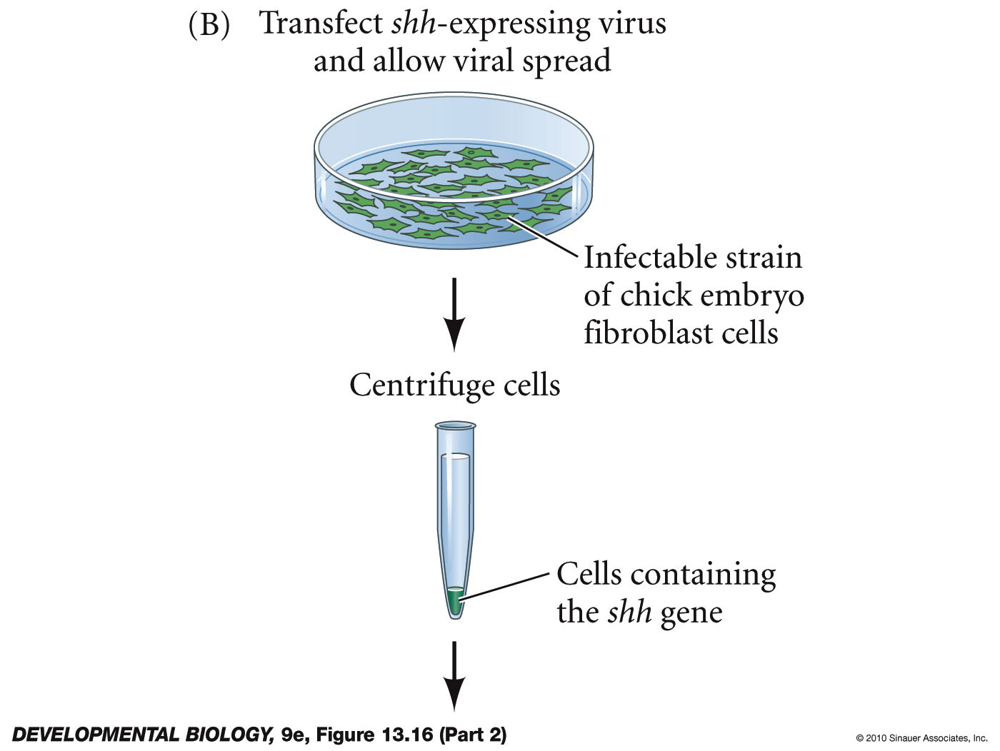 (B) Transfect shh-expressing virus
and allow viral spread
Infectable strain
of chick embryo
fibroblast cells
Centrifuge cells
Cells containing
the shh gene
DEVELOPMENTAL BIOLOGY, 9e, Figure 13.16 (Part 2)
© 2010 Sinauer Associates, Inc.